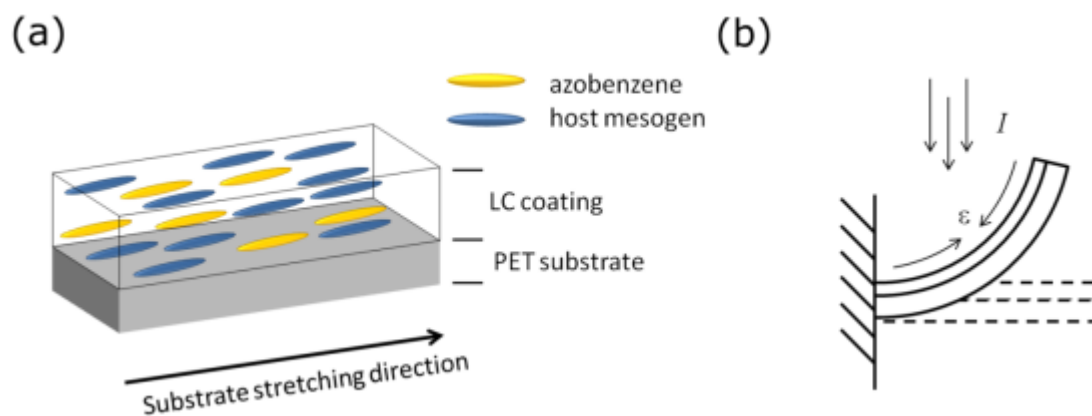 (a)
azobenzene
host mesogen
LC coating
PET substrate
Substrate stretching direction
(b)
I
ε